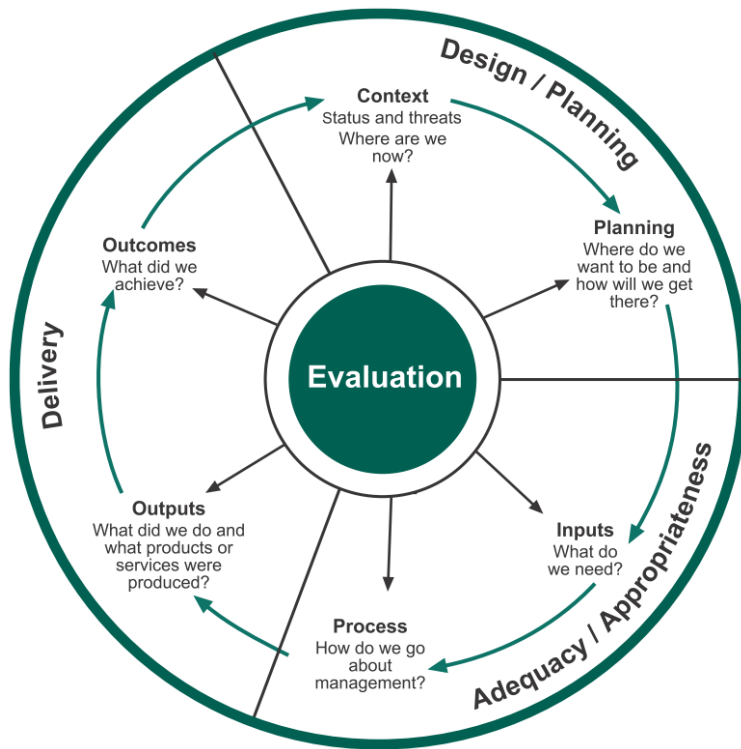 Design / Planning
Context
Status and threats
Where are we
now?
Planning
Where do we
want to be and
how will we get
there?
Adequacy / Appropriateness
Inputs
What do
we need?
Process
How do we go
about
management?
Delivery
Outputs
What did we do and
what products or
services were
produced?
Outcomes
What did we
achieve?
Evaluation